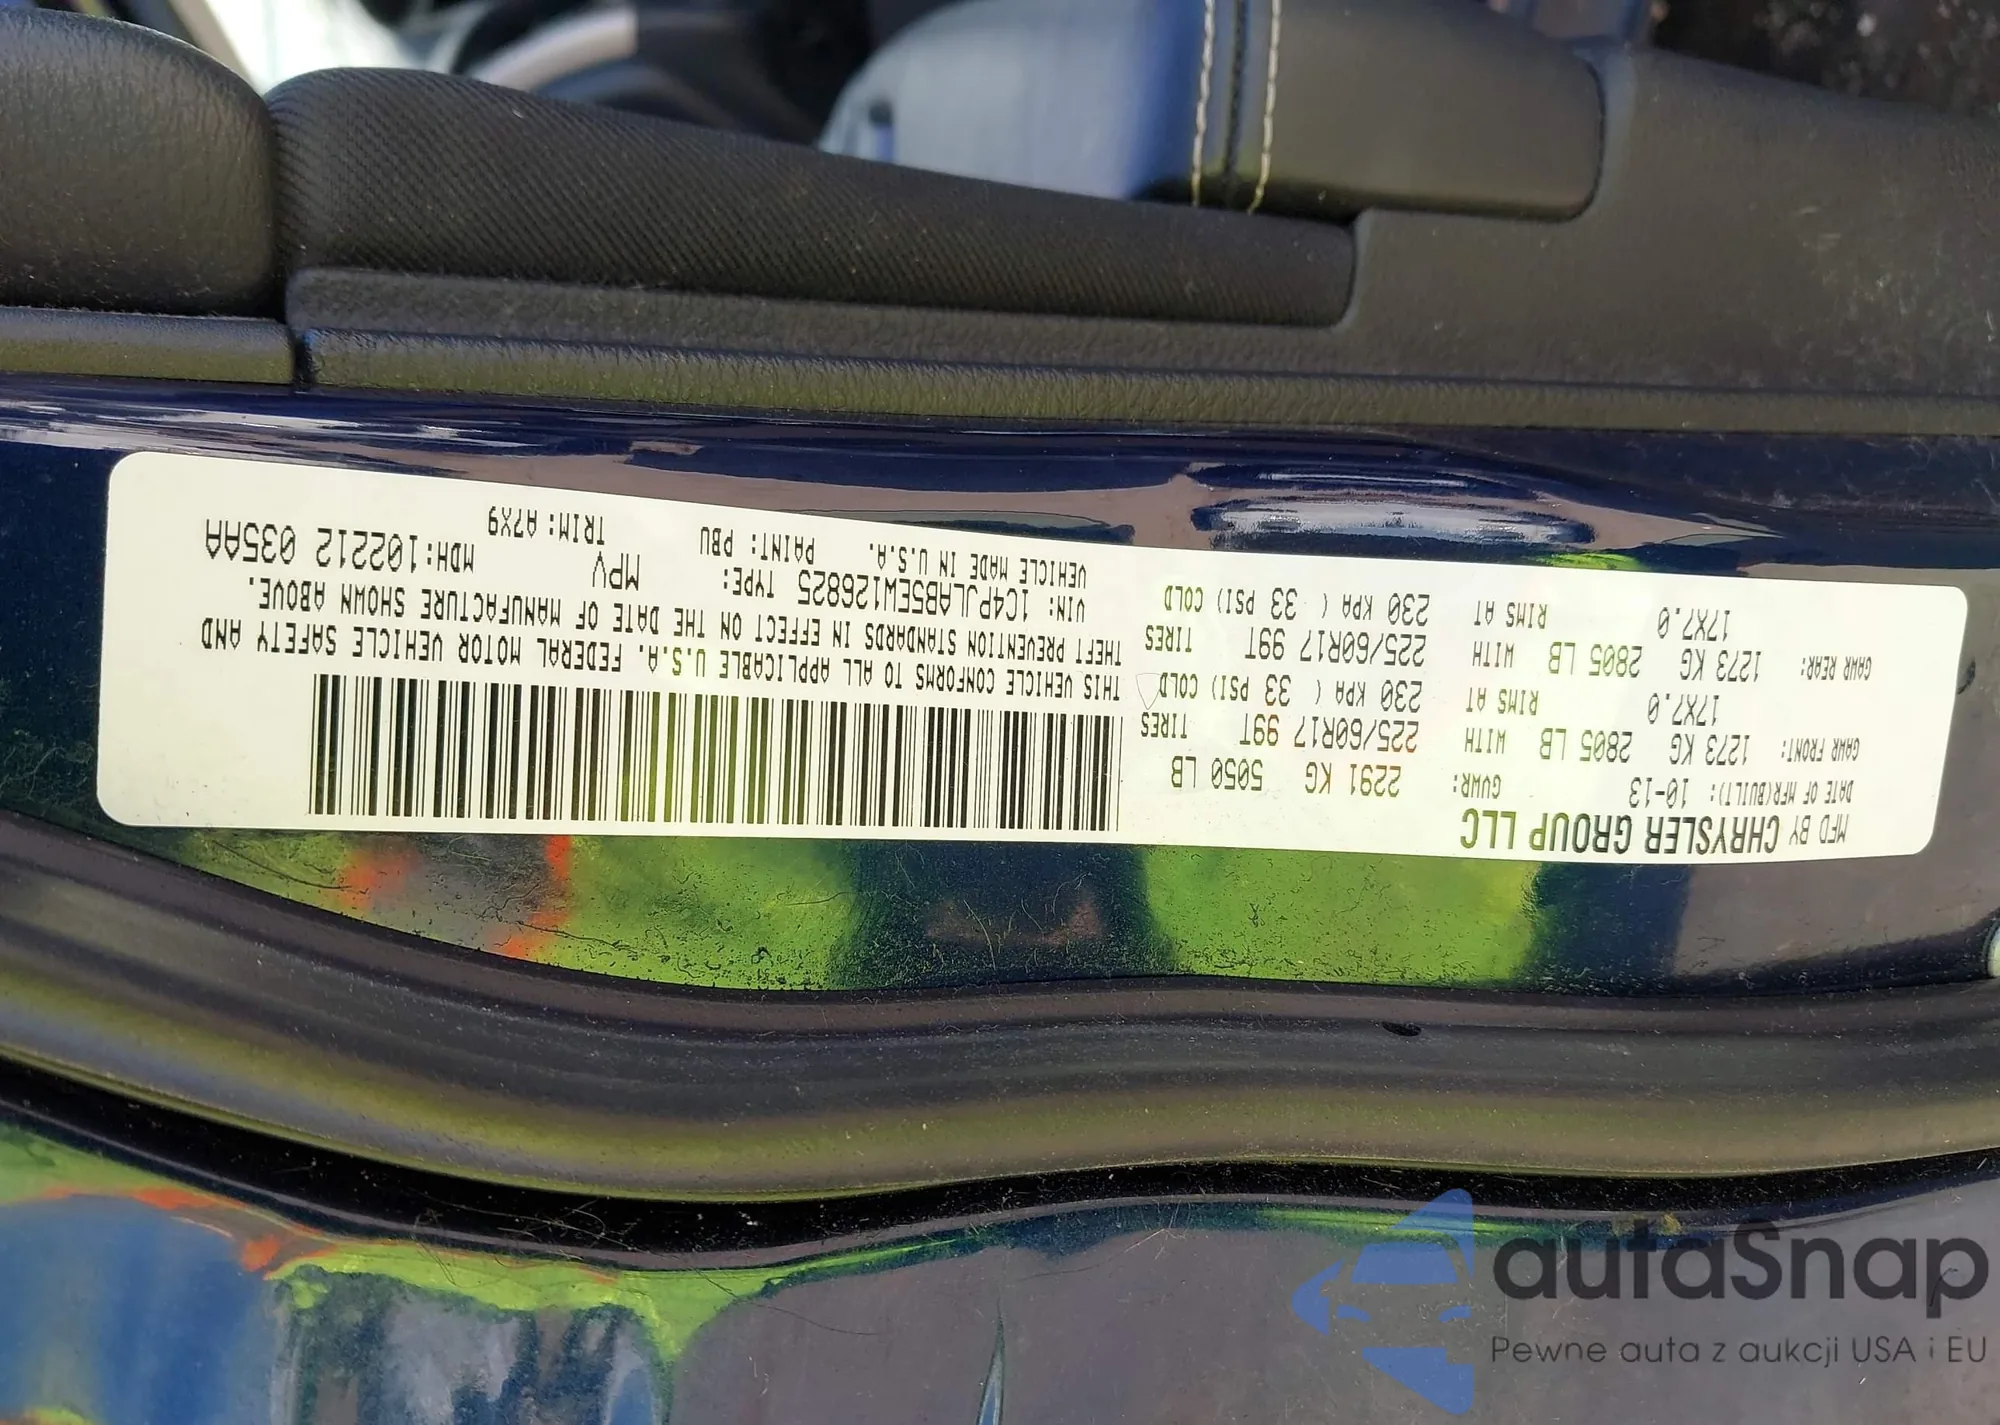 MFD BY CHRYSLER GROUP LLC
DATE OF MFR(BUILT): 10-13 GVWR: 2291 KG 5050 LB
GAWR FRONT: 1273 KG 2805 LB WITH 225/60R17 99T TIRES
17X7.0 RIMS AT 230 KPA ( 33 PSI) COLD
GAWR REAR: 1273 KG 2805 LB WITH 225/60R17 99T TIRES
17X7.0 RIMS AT 230 KPA ( 33 PSI) COLD
THIS VEHICLE CONFORMS TO ALL APPLICABLE U.S.A. FEDERAL MOTOR VEHICLE SAFETY AND
THEFT PREVENTION STANDARDS IN EFFECT ON THE DATE OF MANUFACTURE SHOWN ABOVE.
VIN: 1C4PJLAB5EW126825 TYPE: MPV MDH:102212 035AA
VEHICLE MADE IN U.S.A. PAINT: PBU TRIM: A7X9
autaSnap
Pewne auta z aukcji USA i EU